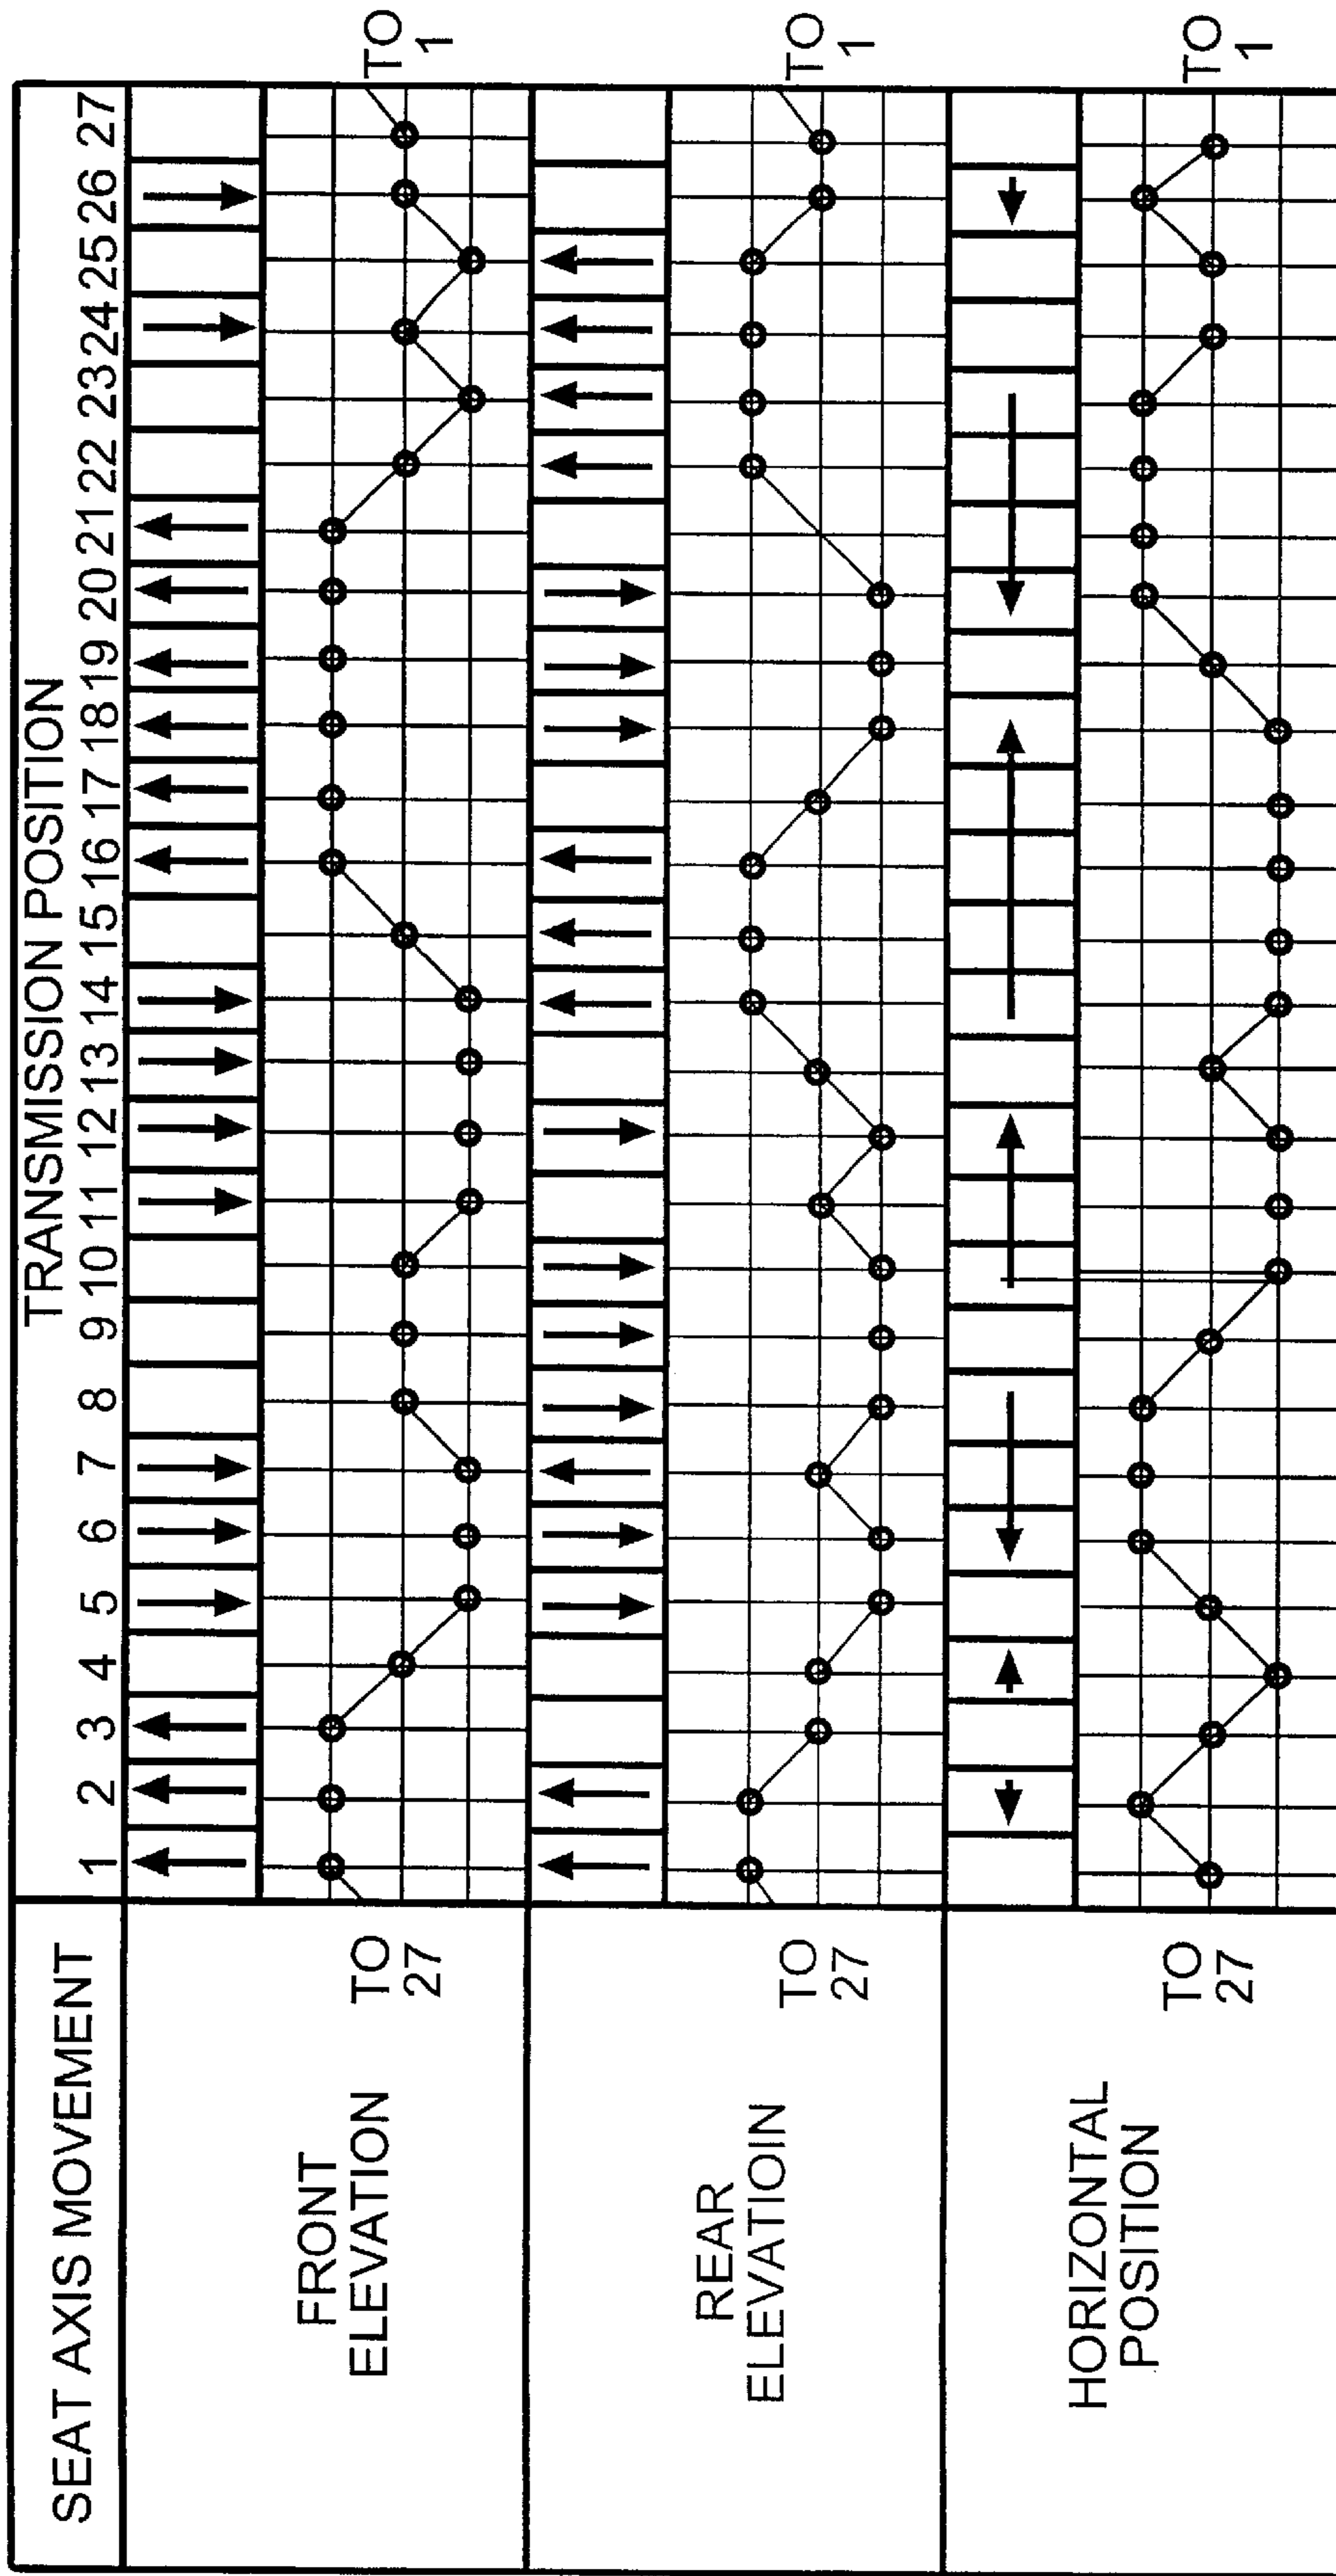 SEAT AXIS MOVEMENT
TRANSMISSION POSITION
1 2 3 4 5 6 7 8 9 10 11 12 13 14 15 16 17 18 19 20 21 22 23 24 25 26 27
FRONT
ELEVATION
TO
27
TO
1
REAR
ELEVATIOIN
TO
27
TO
1
HORIZONTAL
POSITION
TO
27
TO
1